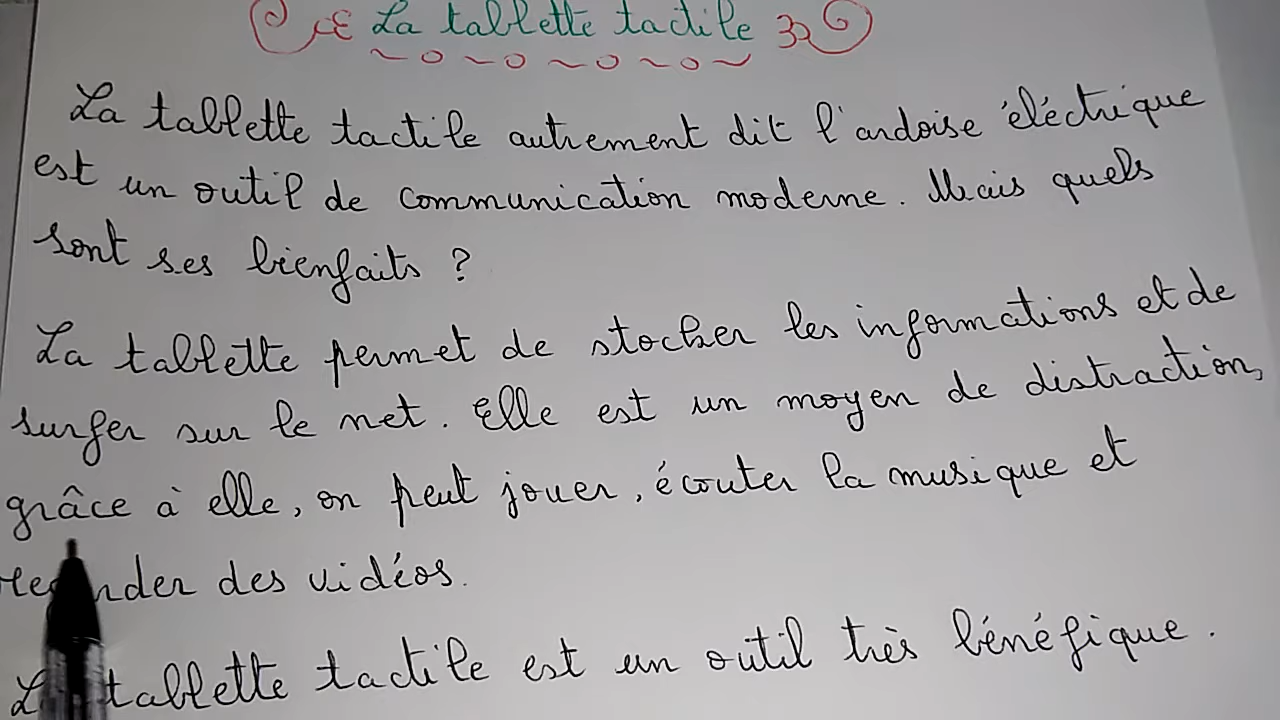 La tablette tactile
La tablette tactile autrement dit l'ardoise éléctrique
est un outil de communication moderne. Mais quels
sont ses bienfaits ?
La tablette permet de stocker les informations et de
surfer sur le net. Elle est un moyen de distraction,
grâce à elle, on peut jouer, écouter la musique et
des vidéos.
tablette tactile est un outil très bénéfique.